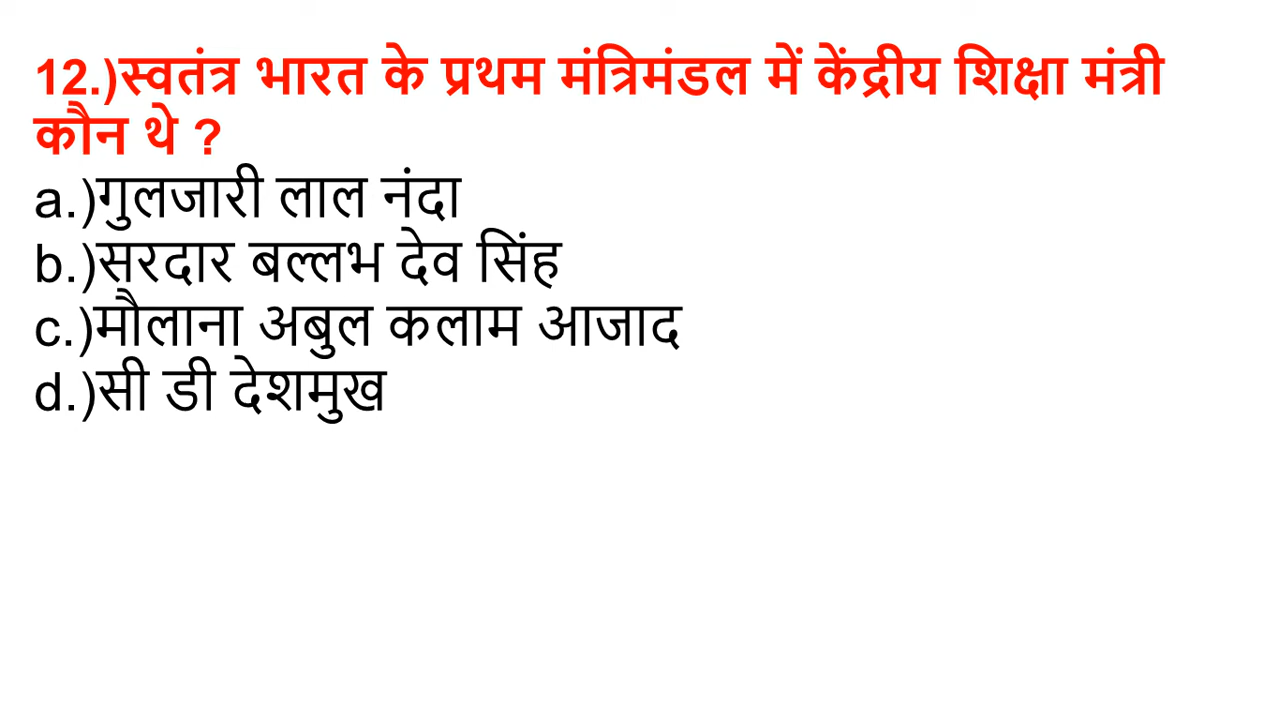 12.)स्वतंत्र भारत के प्रथम मंत्रिमंडल में केंद्रीय शिक्षा मंत्री
कौन थे ?
a.)गुलजारी लाल नंदा
b.)सरदार बल्लभ देव सिंह
c.)मौलाना अबुल कलाम आजाद
d.)सी डी देशमुख